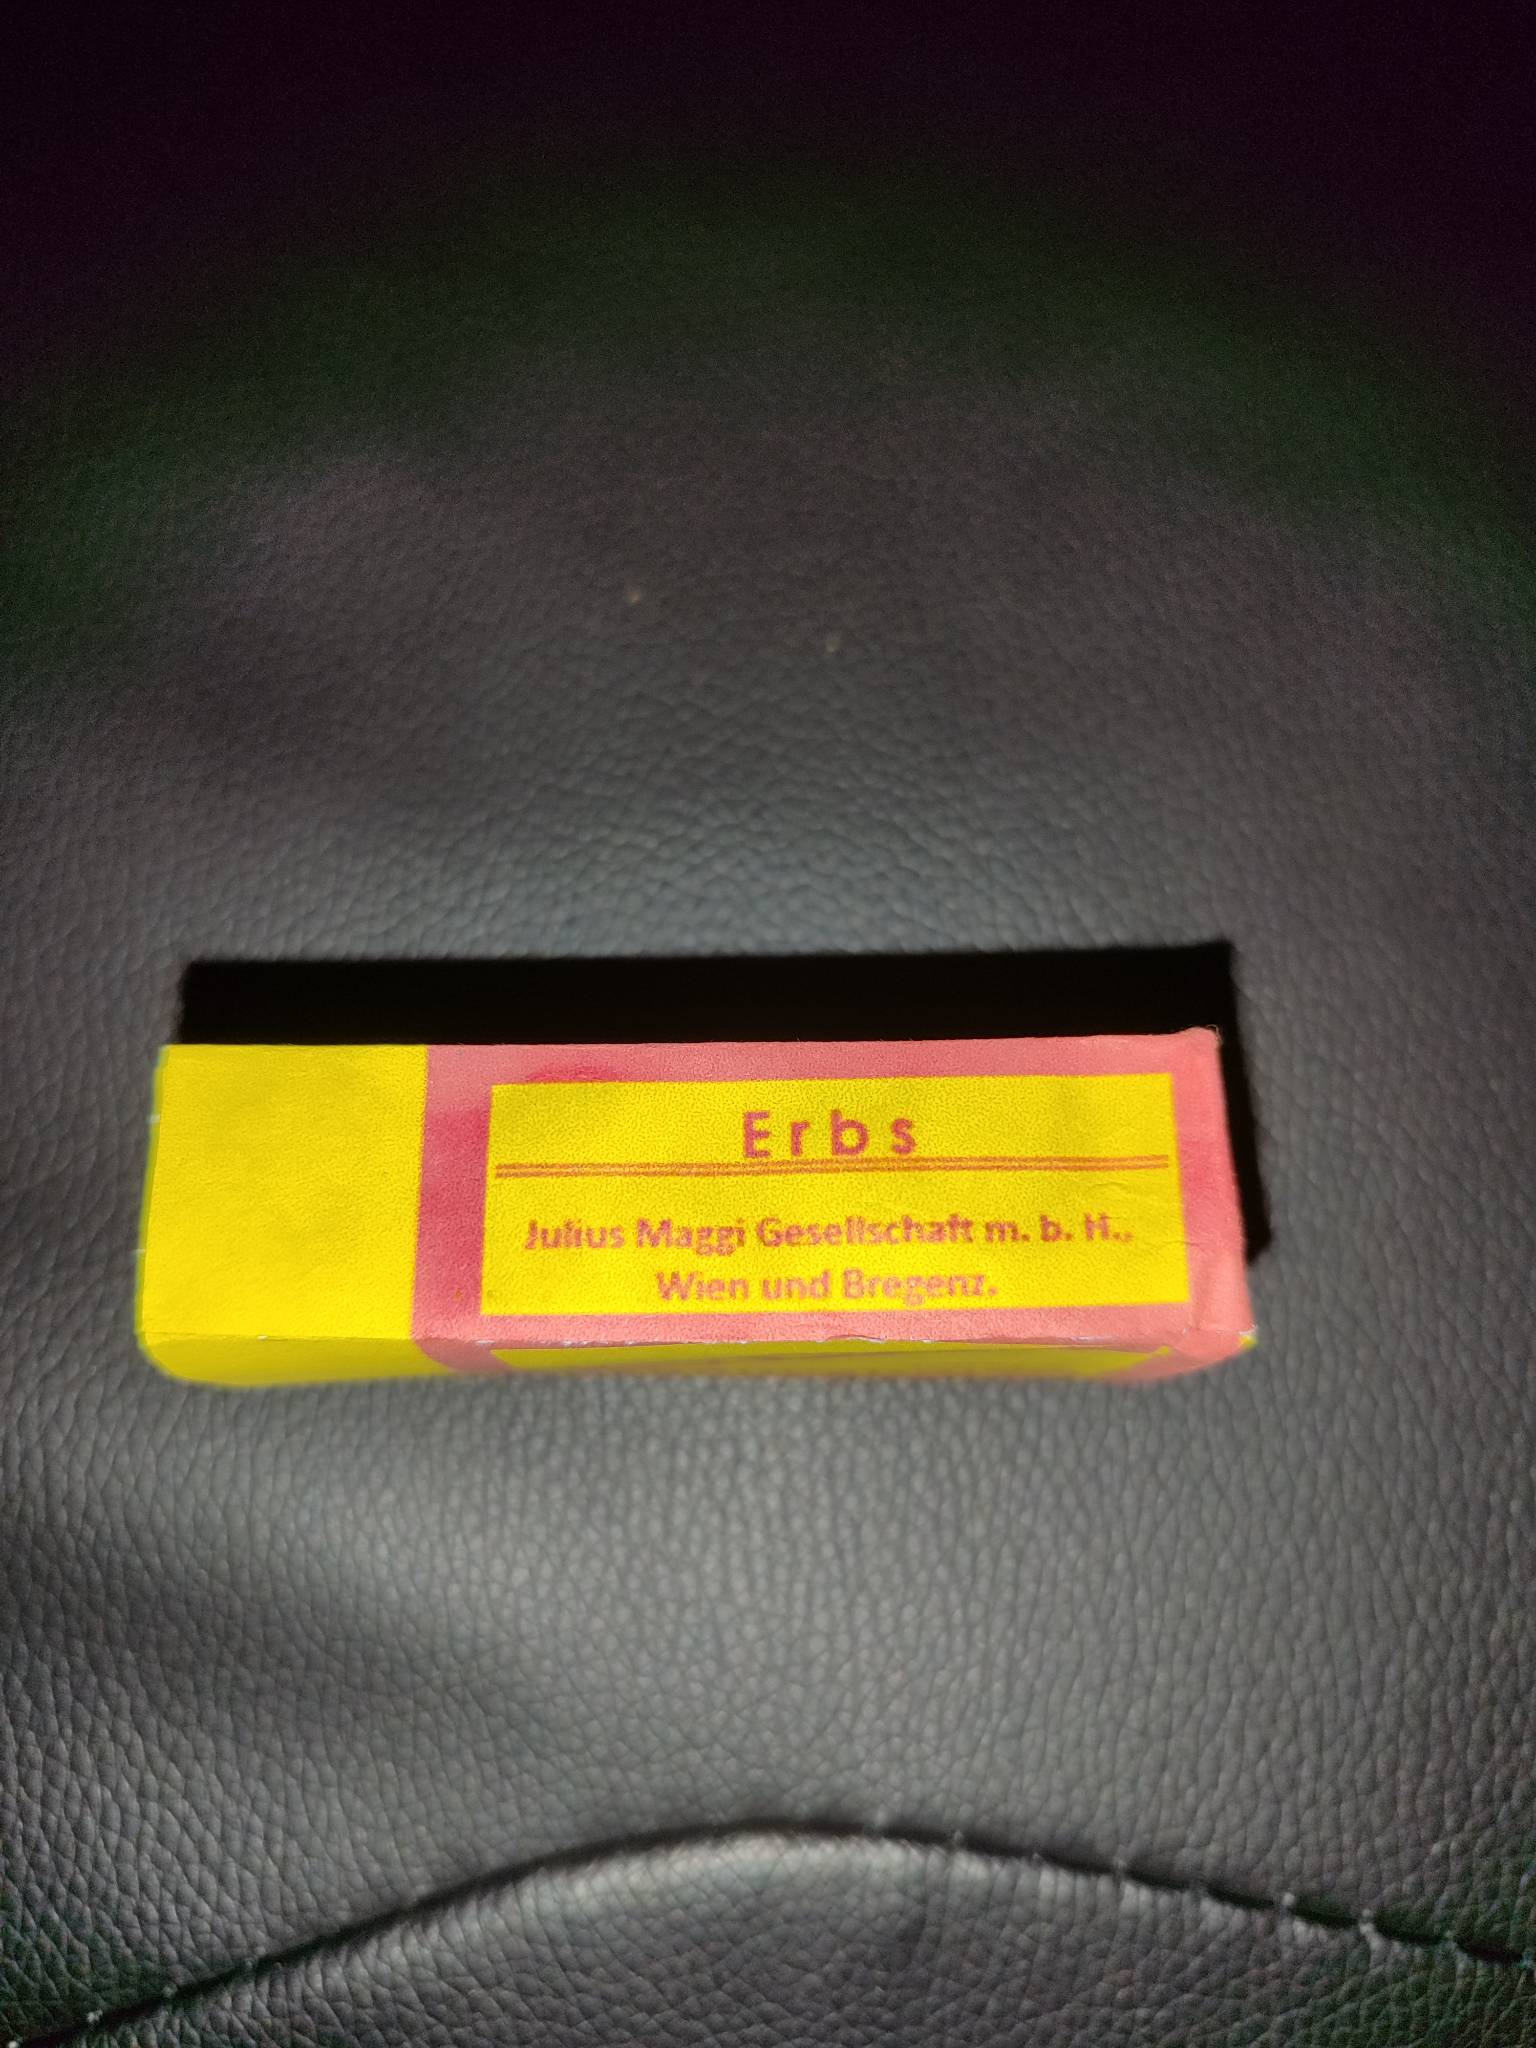 Erbs
Julius Maggi Gesellschaft m. b. H.,
Wien und Bregenz.